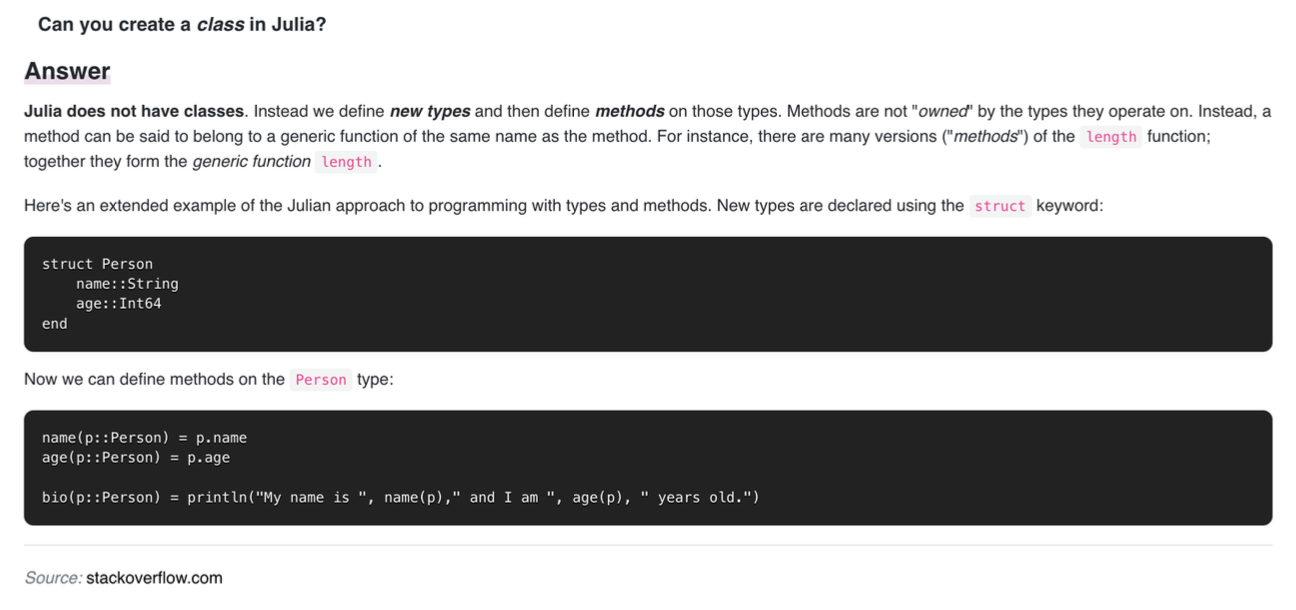 Can you create a class in Julia?
Answer
Julia does not have classes. Instead we define new types and then define methods on those types. Methods are not "owned" by the types they operate on. Instead, a
method can be said to belong to a generic function of the same name as the method. For instance, there are many versions ("methods") of the length function;
together they form the generic function length .
Here's an extended example of the Julian approach to programming with types and methods. New types are declared using the struct keyword:
struct Person
    name::String
    age::Int64
end
Now we can define methods on the Person type:
name(p::Person) = p.name
age(p::Person) = p.age
bio(p::Person) = println("My name is ", name(p)," and I am ", age(p), " years old.")
Source: stackoverflow.com